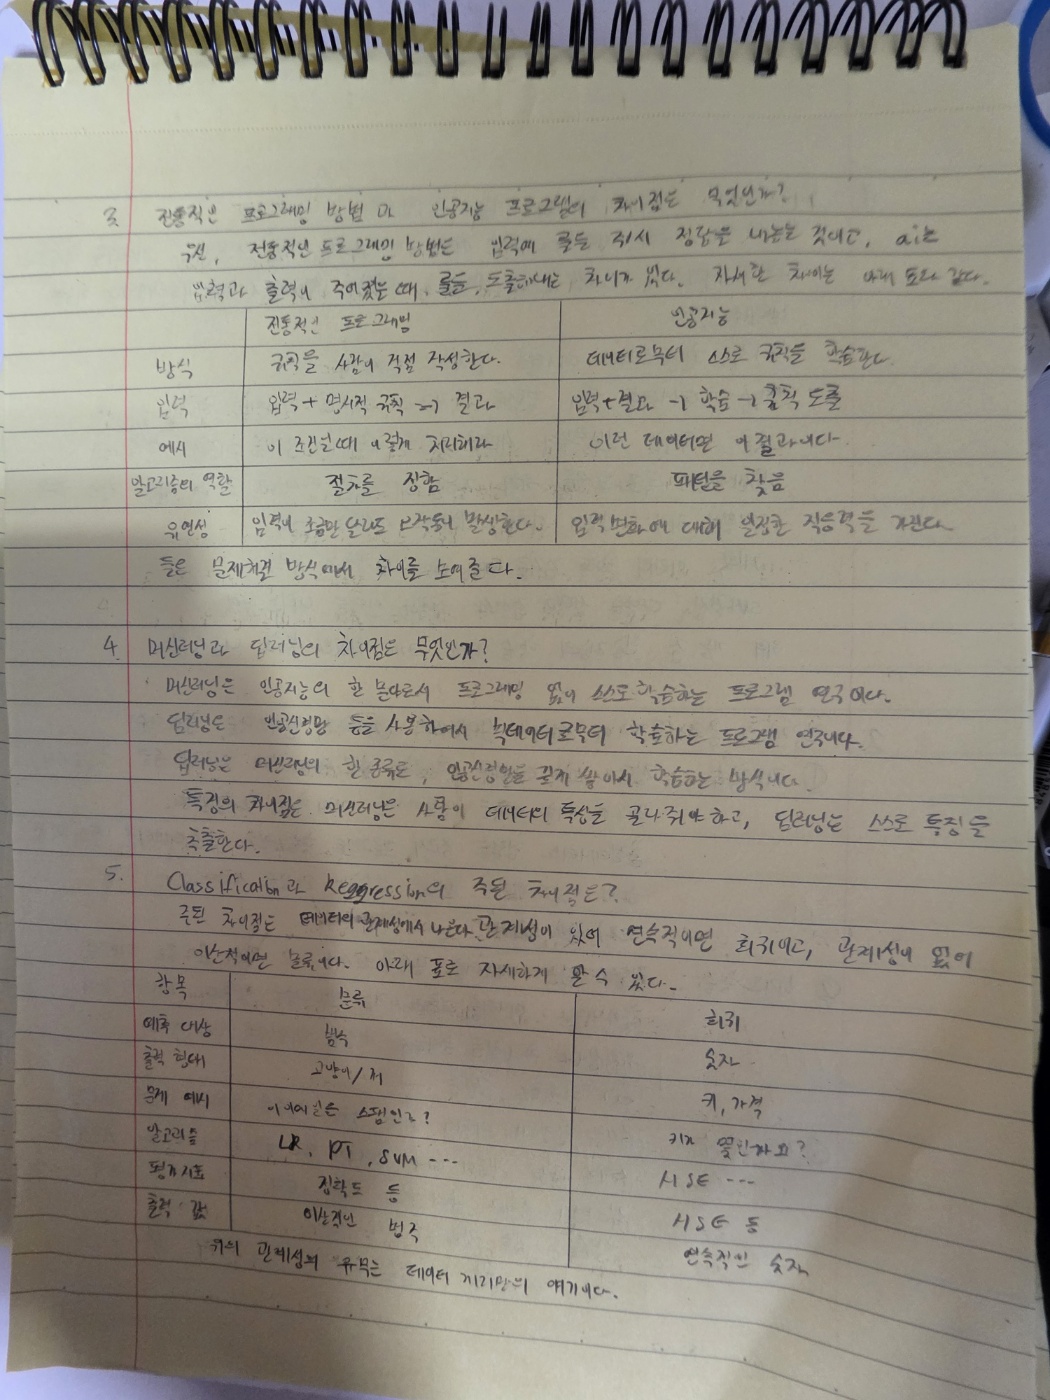 3. 전통적인 프로그래밍 방법과 인공지능 프로그램의 차이점은 무엇인가?
우선, 전통적인 프로그래밍 방법은 입력에 룰을 줘서 정답을 내놓는 것이고, ai는
입력과 출력이 주어졌을 때, 룰을 도출해내는 차이가 있다. 자세한 차이는 아래 표와 같다.
전통적인 프로그래밍 인공지능
방식 규칙을 사람이 직접 작성한다. 데이터로부터 스스로 규칙을 학습한다
입력 입력 + 명시적 규칙 → 결과 입력+결과 → 학습 → 규칙 도출
예시 이 조건일때 이렇게 처리해라 이런 데이터면 이 결과이다.
알고리즘의 역할 절차를 정함 패턴을 찾음
유연성 입력이 조금만 달라도 오작동이 발생한다. 입력변화에 대해 일정한 적응력을 가진다
등은 문제해결 방식에서 차이를 보여준다.
4. 머신러닝과 딥러닝의 차이점은 무엇인가?
머신러닝은 인공지능의 한 분야로서 프로그래밍 없이 스스로 학습하는 프로그램 연구이다.
딥러닝은 인공신경망 등을 사용하여서 빅데이터로부터 학습하는 프로그램 연구이다.
딥러닝은 머신러닝의 한 종류로, 인공신경망을 깊게 쌓아서 학습하는 방식이다.
특징의 차이점은 머신러닝은 사람이 데이터의 특성을 골라줘야 하고, 딥러닝은 스스로 특징을
추출한다.
5. Classification과 Reggression의 주된 차이점은?
주된 차이점은 데이터의 관계성에서 나온다. 관계성이 있어 연속적이면 회귀이고, 관계성이 없어
이산적이면 분류이다. 아래 표로 자세하게 알 수 있다.
항목 분류 회귀
예측 대상 범주 숫자
출력 형태 고양이/쥐 키, 가격
문제 예시 이메일은 스팸인가? 키가 몇인가요?
알고리즘 LR, DT, SVM ... MSE ...
평가지표 정확도 등 MSE 등
출력 값 이산적인 범주 연속적인 숫자
위의 관계성의 유무는 데이터 의 얘기이다.